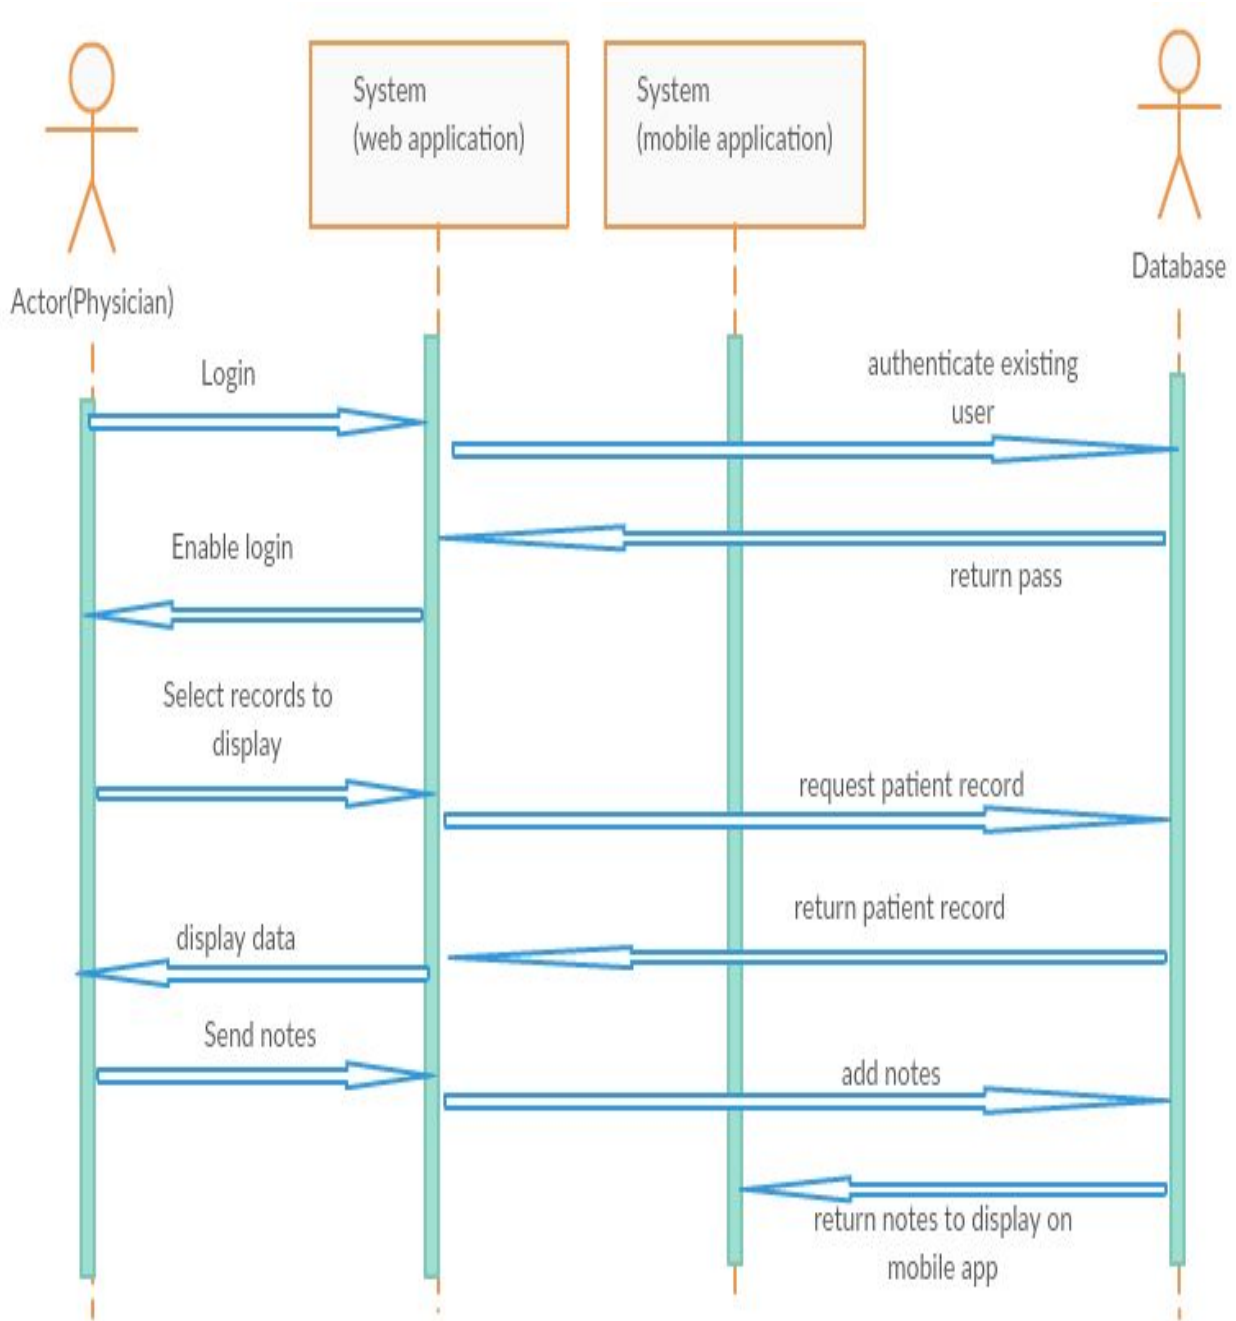 System
(web application)
System
(mobile application)
Actor(Physician)
Database
Login
authenticate existing
user
Enable login
return pass
Select records to
display
request patient record
return patient record
display data
Send notes
add notes
return notes to display on
mobile app